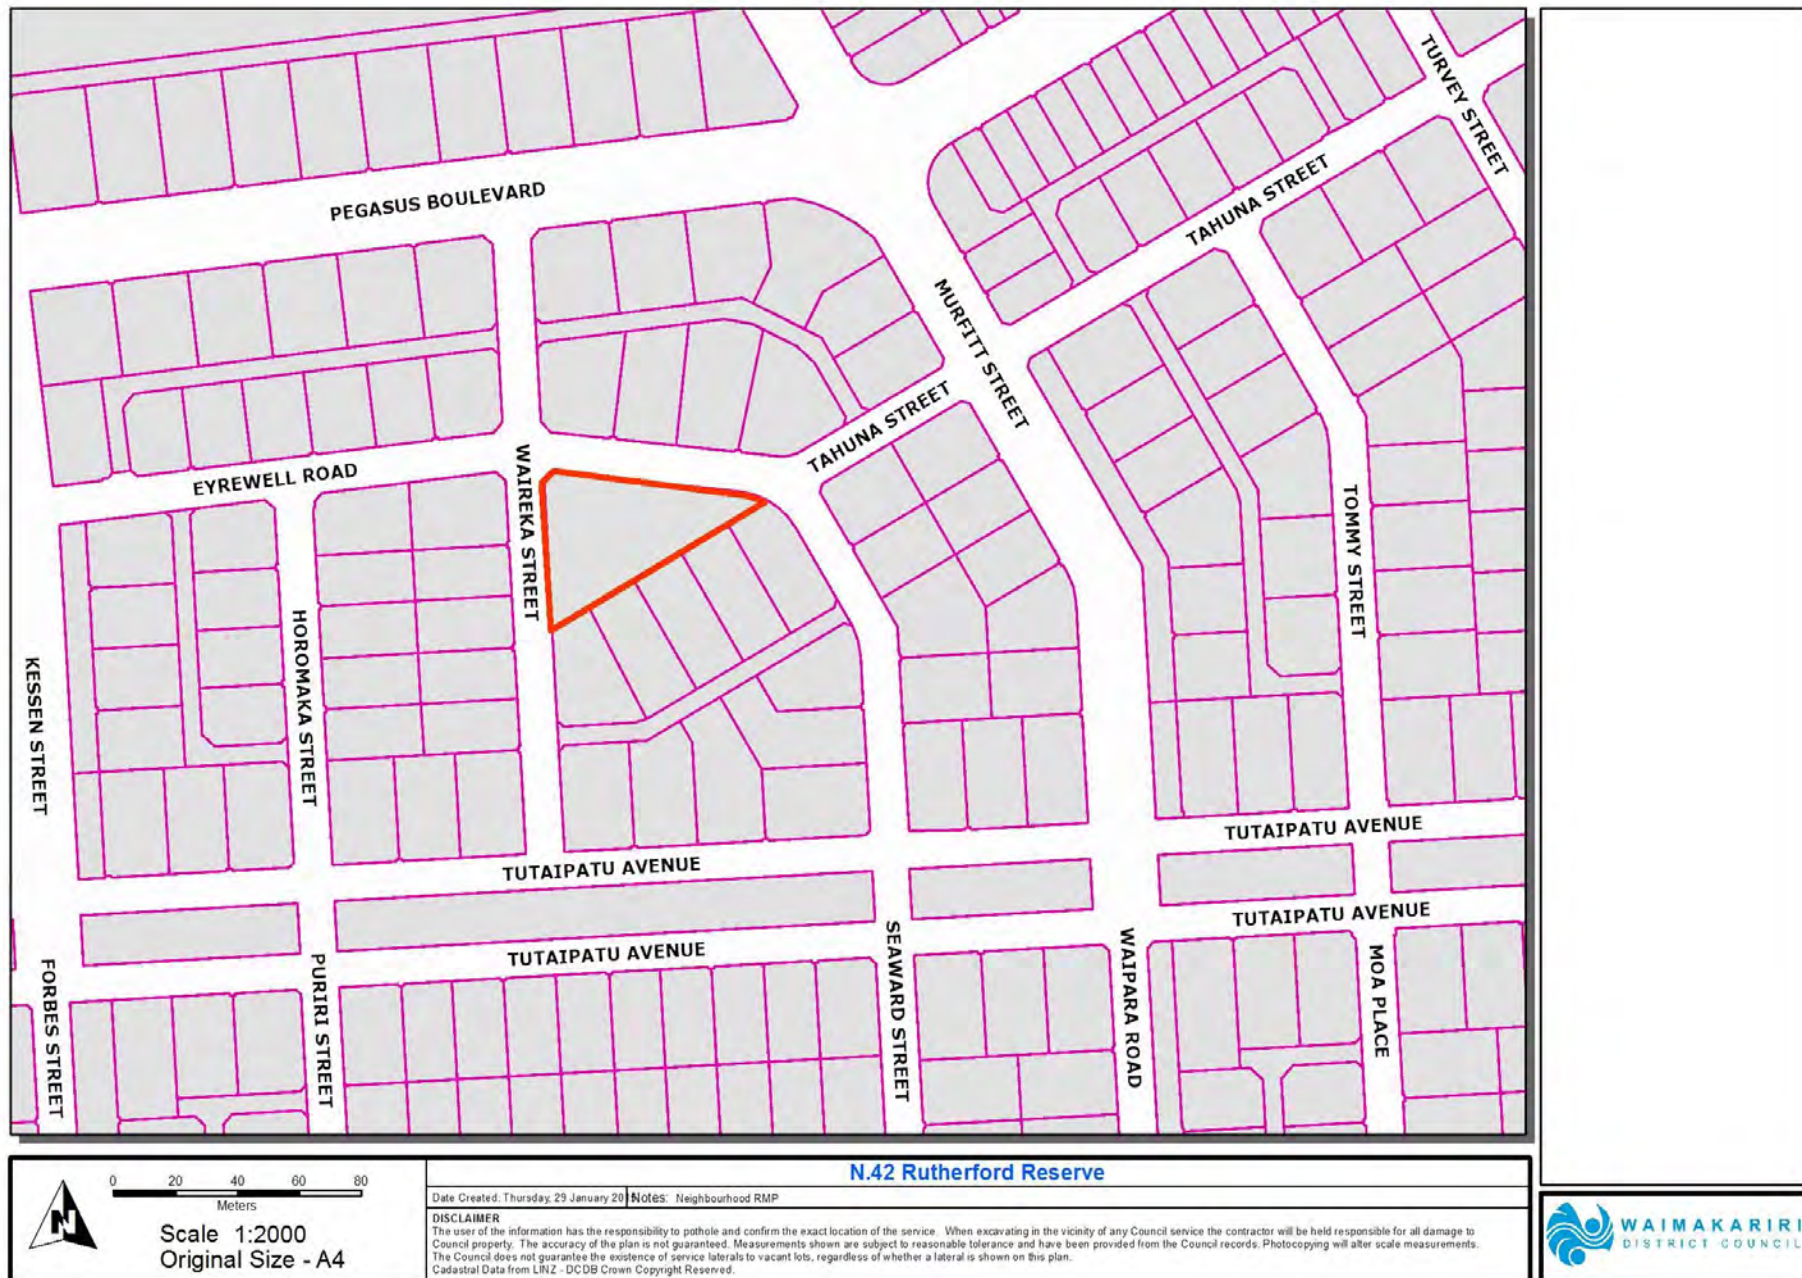 TURVEY STREET
PEGASUS BOULEVARD
TAHUNA STREET
MURFITT STREET
TAHUNA STREET
EYREWELL ROAD
WAIREKA STREET
TOMMY STREET
HOROMAKA STREET
KESSEN STREET
TUTAIPATU AVENUE
TUTAIPATU AVENUE
TUTAIPATU AVENUE
TUTAIPATU AVENUE
FORBES STREET
PURIRI STREET
SEAWARD STREET
WAIPARA ROAD
MOA PLACE
N
0 20 40 60 80
Meters
Scale 1:2000
Original Size - A4
N.42 Rutherford Reserve
Date Created: Thursday, 29 January 201 Notes: Neighbourhood RMP
DISCLAIMER
The user of the information has the responsibility to pothole and confirm the exact location of the service. When excavating in the vicinity of any Council service the contractor will be held responsible for all damage to
Council property. The accuracy of the plan is not guaranteed. Measurements shown are subject to reasonable tolerance and have been provided from the Council records. Photocopying will alter scale measurements.
The Council does not guarantee the existence of service laterals to vacant lots, regardless of whether a lateral is shown on this plan.
Cadastral Data from LINZ - DCDB Crown Copyright Reserved.
WAIMAKARIRI
DISTRICT COUNCIL